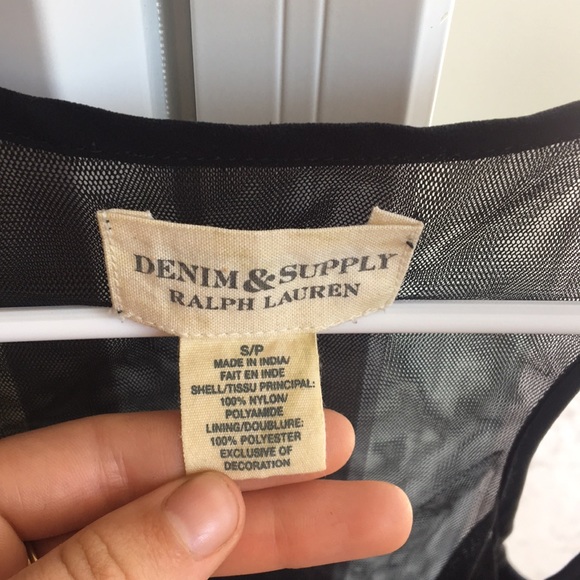 DENIM & SUPPLY
RALPH LAUREN
S/P
MADE IN INDIA/
FAIT EN INDE
SHELL/TISSU PRINCIPAL:
100% NYLON/
POLYAMIDE
LINING/DOUBLURE:
100% POLYESTER
EXCLUSIVE OF
DECORATION